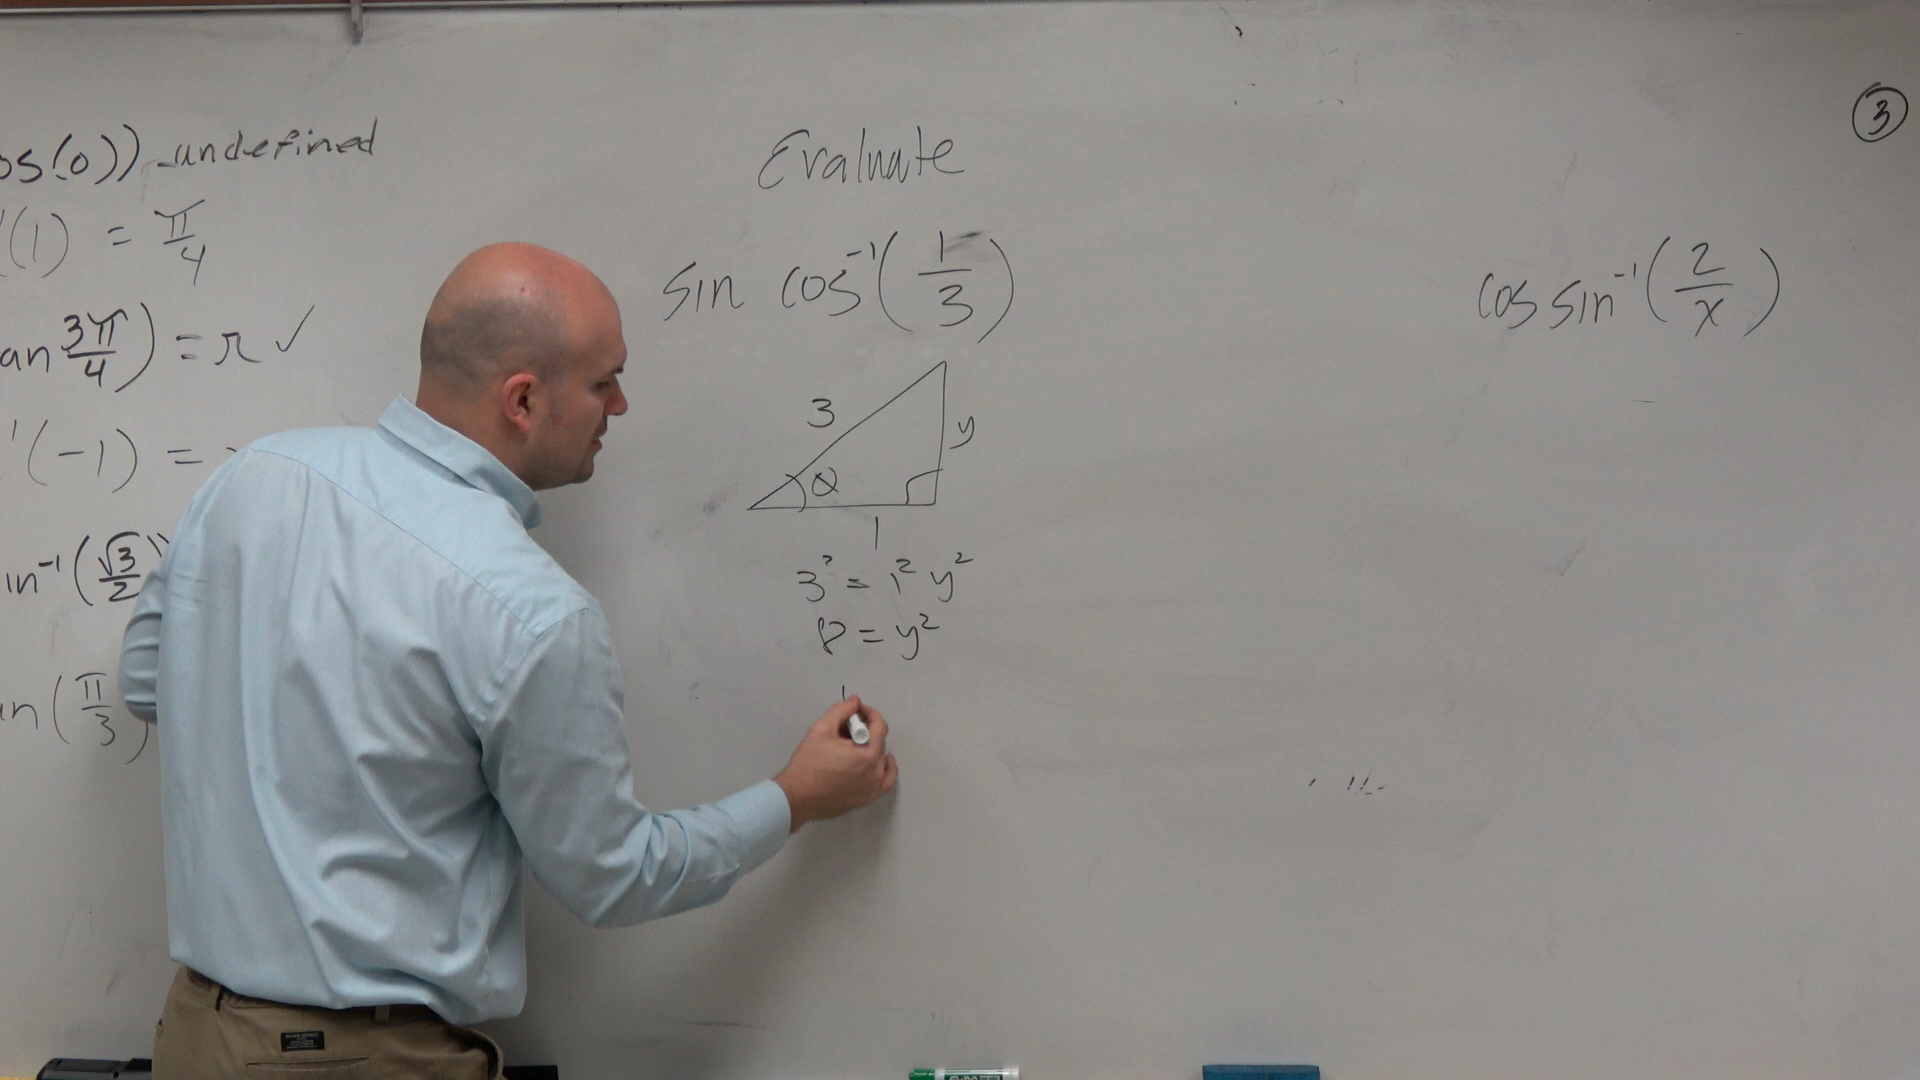 os(0)) undefined
'(1) = π/4
an 3π/4) = π ✓
'(-1) =
in⁻¹(√3/2)
n(π/3)
Evaluate
sin cos⁻¹(1/3)
3
y
θ
1
3² = 1² y²
8 = y²
3
cos sin⁻¹(2/x)